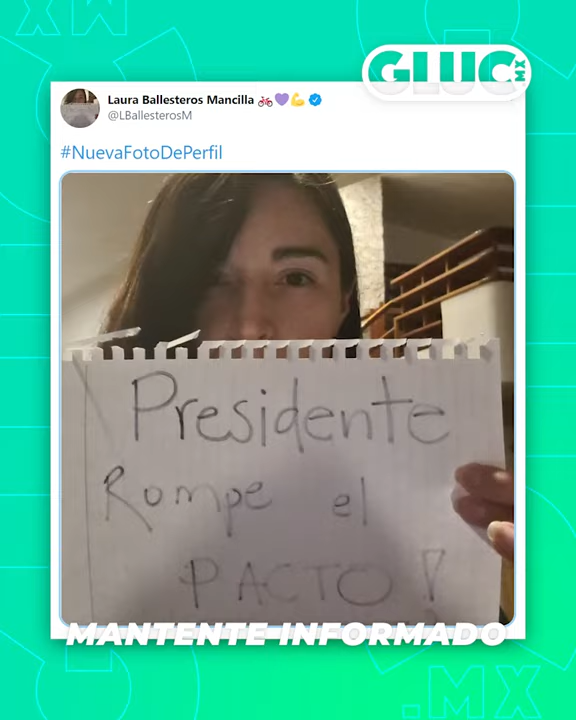 GLUC
.MX
Laura Ballesteros Mancilla 🚲💜💪
@LBallesterosM
#NuevaFotoDePerfil
Presidente
Rompe el
PACTO!
MANTENTE INFORMADO
.MX